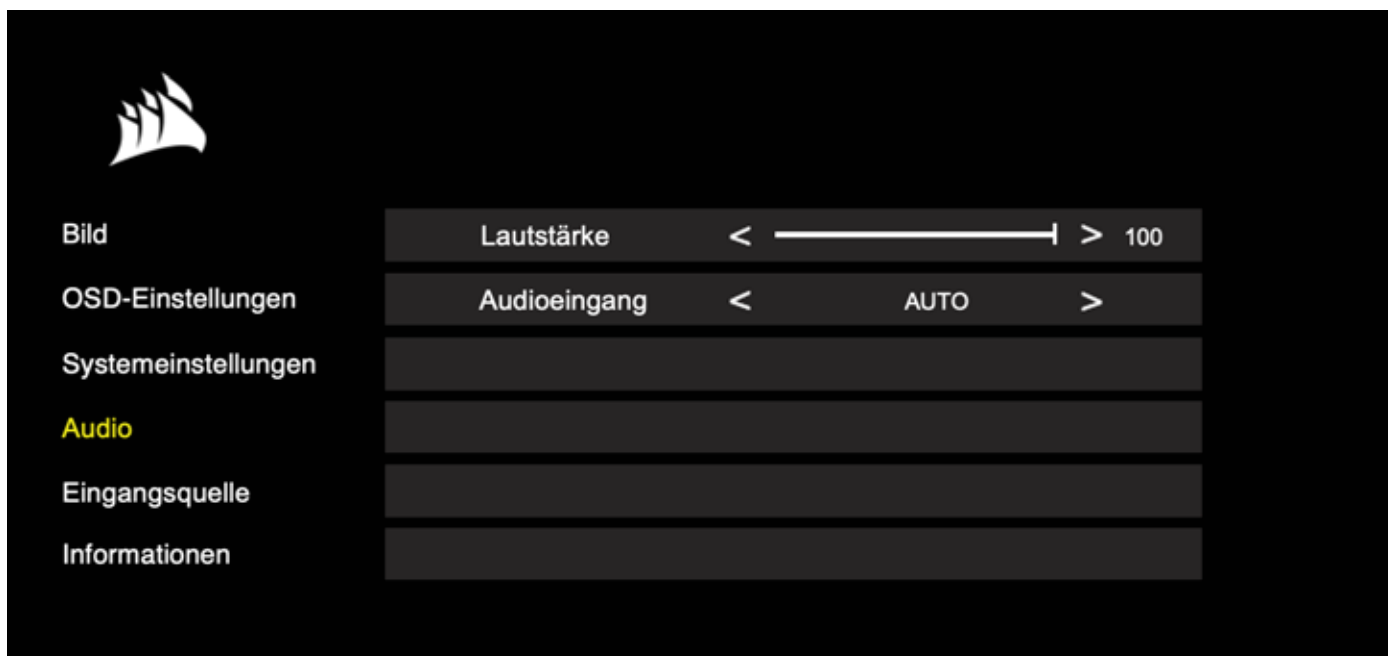 Bild
Lautstärke < > 100
OSD-Einstellungen
Audioeingang < AUTO >
Systemeinstellungen
Audio
Eingangsquelle
Informationen